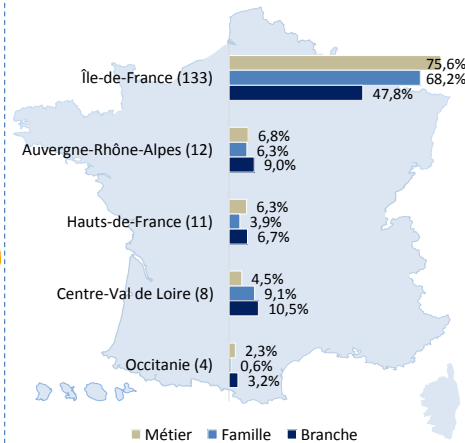 75,6%
Île-de-France (133) 68,2%
47,8%
6,8%
Auvergne-Rhône-Alpes (12) 6,3%
9,0%
6,3%
Hauts-de-France (11) 3,9%
6,7%
4,5%
Centre-Val de Loire (8) 9,1%
10,5%
2,3%
Occitanie (4) 0,6%
3,2%
Métier Famille Branche